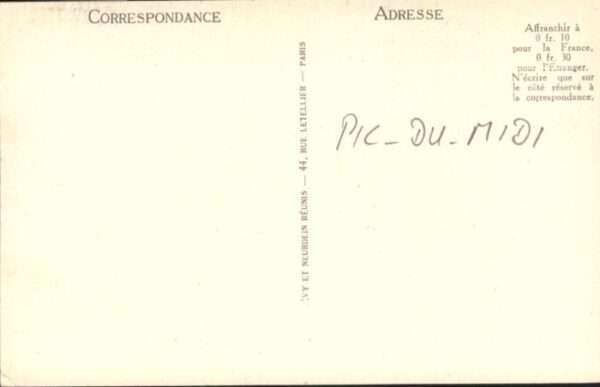 CORRESPONDANCE
ADRESSE
Affranchir à
0 fr. 10
pour la France,
0 fr. 30
pour l'Etranger.
N'écrire que sur
le côté réservé à
la correspondance.
VY ET NEURDEIN RÉUNIS — 44, RUE LETELLIER — PARIS
PIC-DU-MIDI